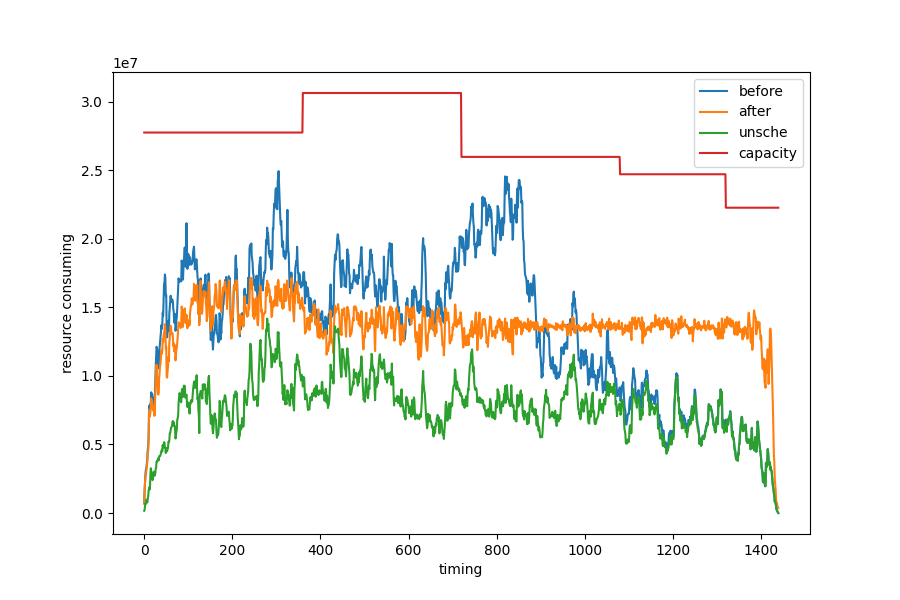 1e7
before
after
unsche
capacity
3.0
2.5
2.0
1.5
1.0
0.5
0.0
resource consuming
0 200 400 600 800 1000 1200 1400
timing